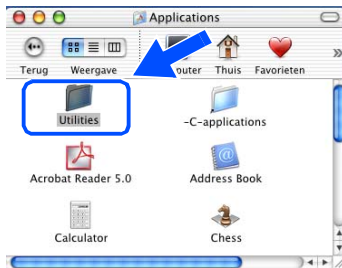 Applications
Terug Weergave outer Thuis Favorieten
Utilities -C-applications
Acrobat Reader 5.0 Address Book
Calculator Chess